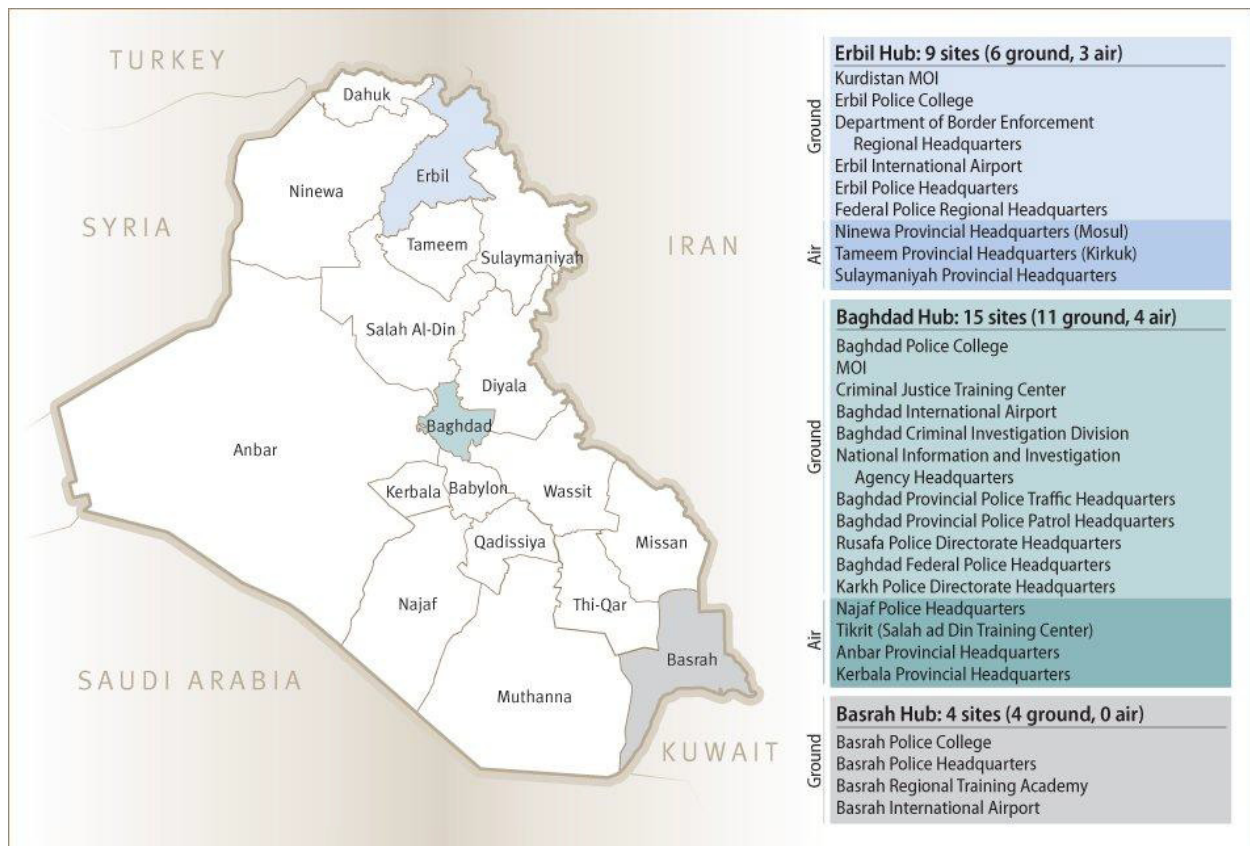 TURKEY
SYRIA
IRAN
SAUDI ARABIA
KUWAIT
Dahuk
Ninewa
Erbil
Tameem
Sulaymaniyah
Salah Al-Din
Diyala
Anbar
Baghdad
Kerbala
Babylon
Wassit
Qadissiya
Missan
Najaf
Thi-Qar
Basrah
Muthanna
Erbil Hub: 9 sites (6 ground, 3 air)
Ground
Kurdistan MOI
Erbil Police College
Department of Border Enforcement
Regional Headquarters
Erbil International Airport
Erbil Police Headquarters
Federal Police Regional Headquarters
Air
Ninewa Provincial Headquarters (Mosul)
Tameem Provincial Headquarters (Kirkuk)
Sulaymaniyah Provincial Headquarters
Baghdad Hub: 15 sites (11 ground, 4 air)
Ground
Baghdad Police College
MOI
Criminal Justice Training Center
Baghdad International Airport
Baghdad Criminal Investigation Division
National Information and Investigation
Agency Headquarters
Baghdad Provincial Police Traffic Headquarters
Baghdad Provincial Police Patrol Headquarters
Rusafa Police Directorate Headquarters
Baghdad Federal Police Headquarters
Karkh Police Directorate Headquarters
Air
Najaf Police Headquarters
Tikrit (Salah ad Din Training Center)
Anbar Provincial Headquarters
Kerbala Provincial Headquarters
Basrah Hub: 4 sites (4 ground, 0 air)
Ground
Basrah Police College
Basrah Police Headquarters
Basrah Regional Training Academy
Basrah International Airport